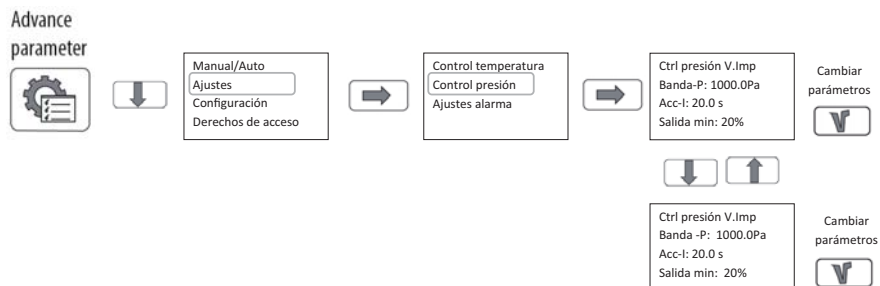 Advance
parameter
Manual/Auto
Ajustes
Configuración
Derechos de acceso
Control temperatura
Control presión
Ajustes alarma
Ctrl presión V.Imp
Banda-P: 1000.0Pa
Acc-I: 20.0 s
Salida min: 20%
Cambiar
parámetros
Ctrl presión V.Imp
Banda -P: 1000.0Pa
Acc-I: 20.0 s
Salida min: 20%
Cambiar
parámetros